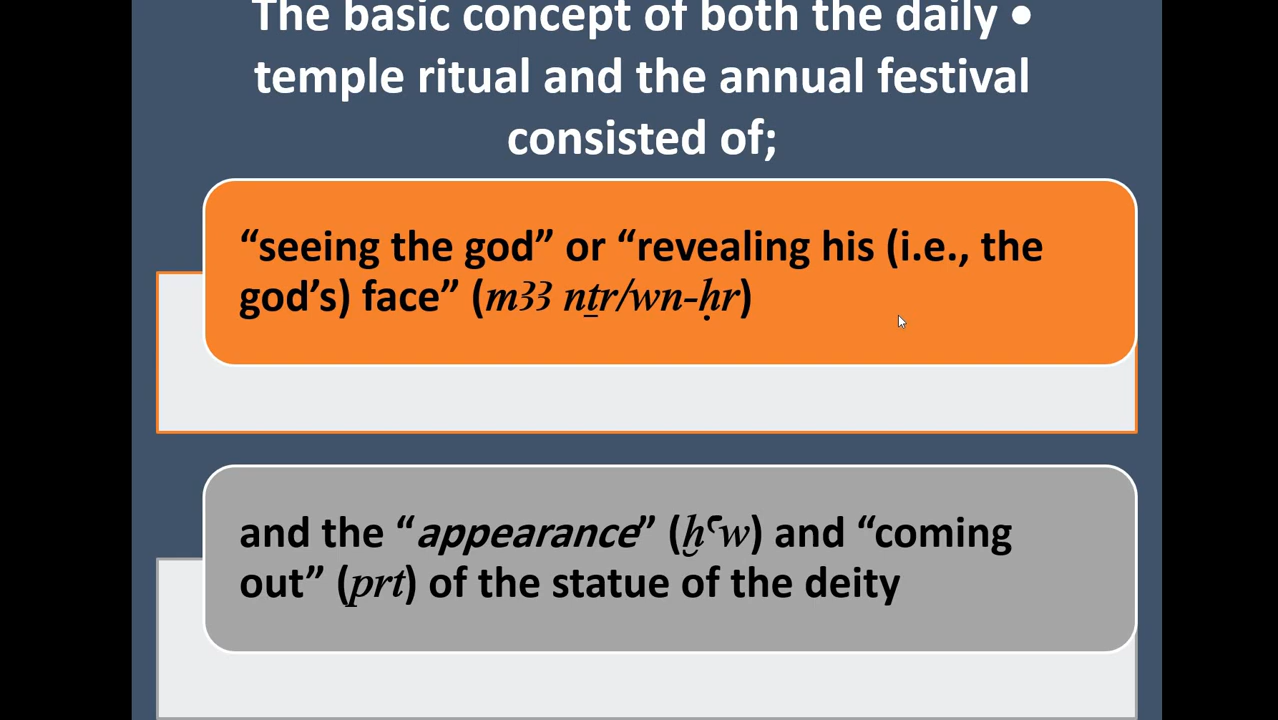 The basic concept of both the daily •
temple ritual and the annual festival
consisted of;
“seeing the god” or “revealing his (i.e., the
god’s) face” (mꜣꜣ nṯr/wn-ḥr)
and the “appearance” (ḫꜥw) and “coming
out” (prt) of the statue of the deity